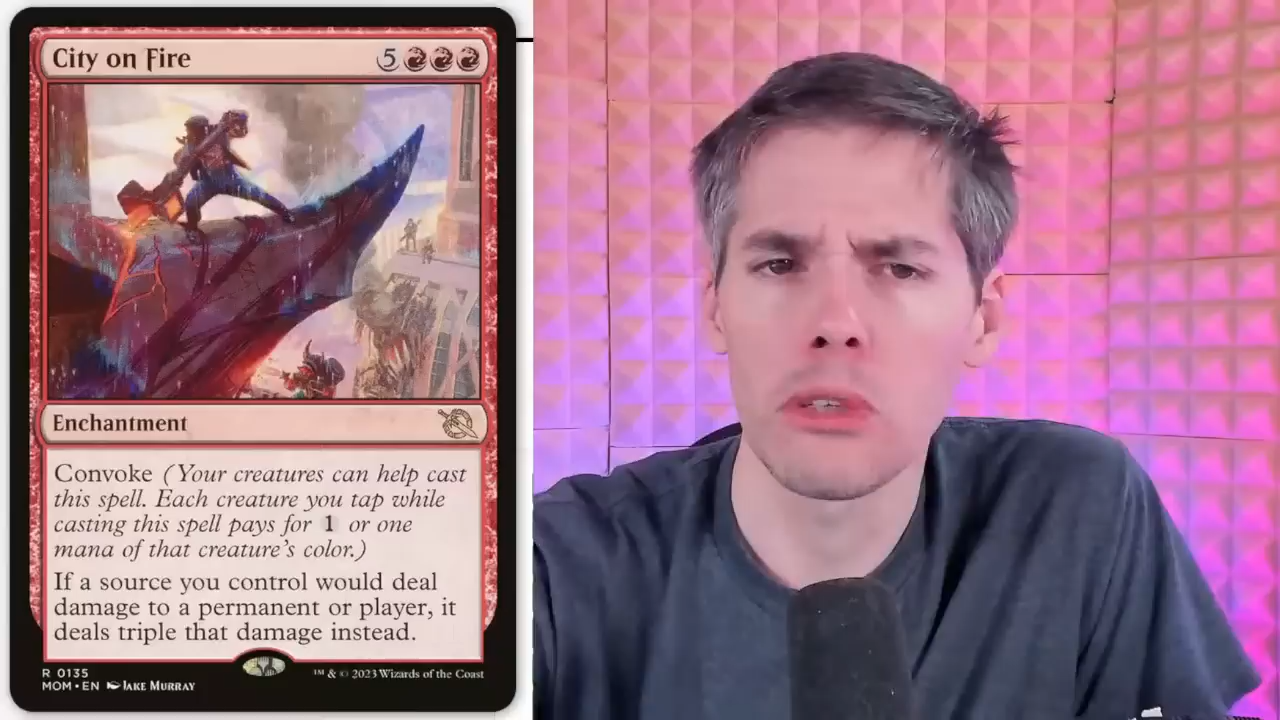 City on Fire 5
Enchantment
Convoke (Your creatures can help cast
this spell. Each creature you tap while
casting this spell pays for 1 or one
mana of that creature's color.)
If a source you control would deal
damage to a permanent or player, it
deals triple that damage instead.
R 0135
MOM • EN JAKE MURRAY
™ & © 2023 Wizards of the Coast